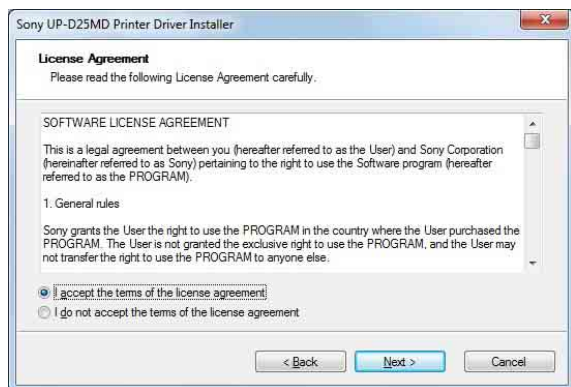 Sony UP-D25MD Printer Driver Installer
License Agreement
Please read the following License Agreement carefully.
SOFTWARE LICENSE AGREEMENT
This is a legal agreement between you (hereafter referred to as the User) and Sony Corporation
(hereinafter referred to as Sony) pertaining to the right to use the Software program (hereafter
referred to as the PROGRAM).
1. General rules
Sony grants the User the right to use the PROGRAM in the country where the User purchased the
PROGRAM. The User is not granted the exclusive right to use the PROGRAM, and the User may
not transfer the right to use the PROGRAM to anyone else.
I accept the terms of the license agreement
I do not accept the terms of the license agreement
< Back Next > Cancel